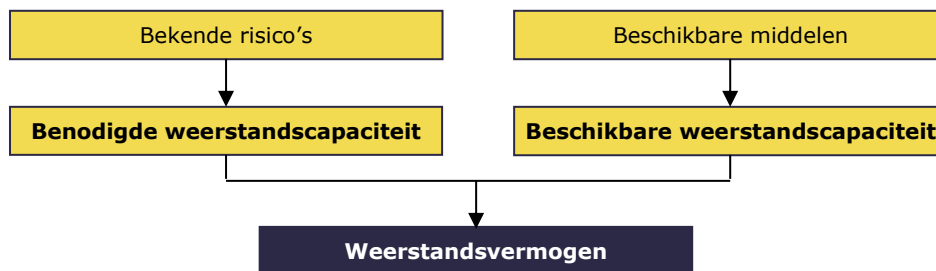 Bekende risico’s
Beschikbare middelen
Benodigde weerstandscapaciteit
Beschikbare weerstandscapaciteit
Weerstandsvermogen